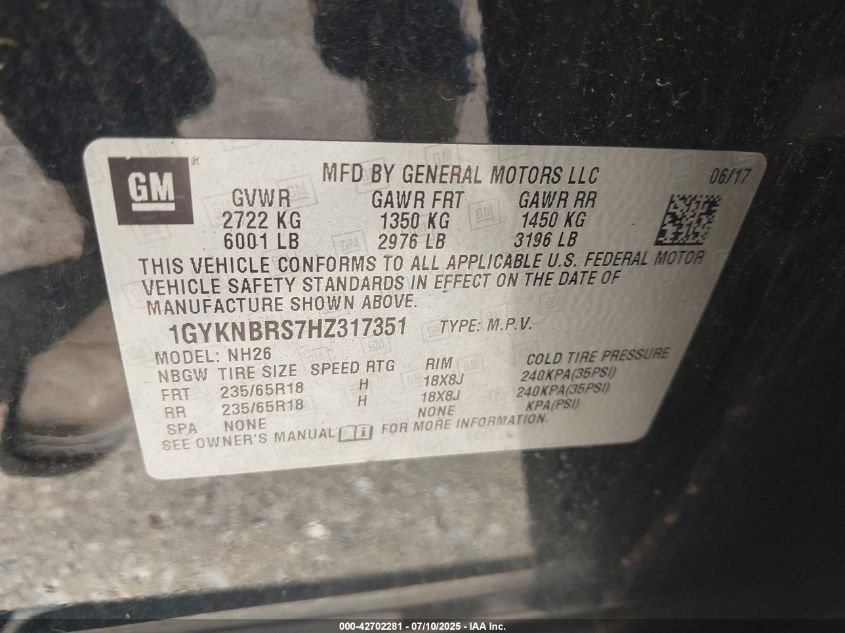 GM ®
MFD BY GENERAL MOTORS LLC 06/17
GVWR GAWR FRT GAWR RR
2722 KG 1350 KG 1450 KG
6001 LB 2976 LB 3196 LB
THIS VEHICLE CONFORMS TO ALL APPLICABLE U.S. FEDERAL MOTOR
VEHICLE SAFETY STANDARDS IN EFFECT ON THE DATE OF
MANUFACTURE SHOWN ABOVE.
1GYKNBRS7HZ317351 TYPE: M.P.V.
MODEL: NH26
NBGW TIRE SIZE SPEED RTG RIM COLD TIRE PRESSURE
FRT 235/65R18 H 18X8J 240KPA(35PSI)
RR 235/65R18 H 18X8J 240KPA(35PSI)
SPA NONE NONE KPA(PSI)
SEE OWNER'S MANUAL i FOR MORE INFORMATION.
000-42702281 - 07/10/2025 - IAA Inc.